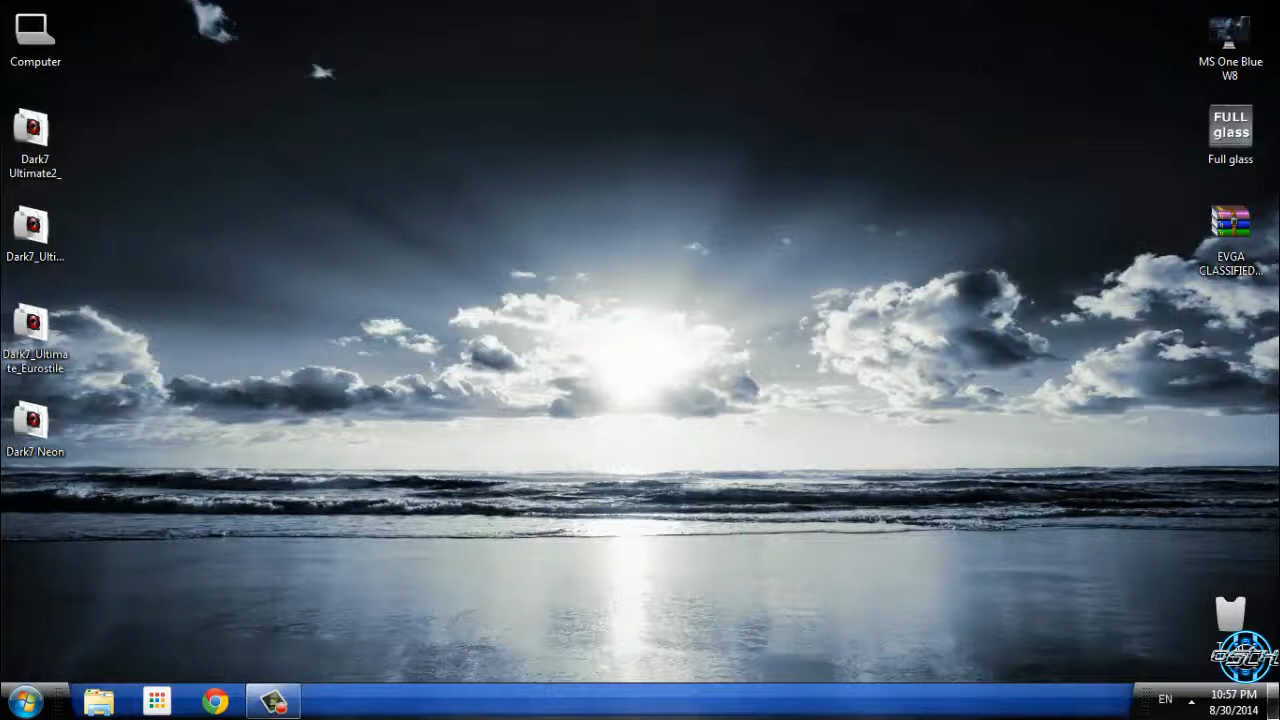 Computer
Dark7
Ultimate2_
Dark7_Ulti...
Dark7_Ultima
te_Eurostile
Dark7 Neon
MS One Blue
W8
FULL
glass
Full glass
EVGA
CLASSIFIED...
EN
10:57 PM
8/30/2014